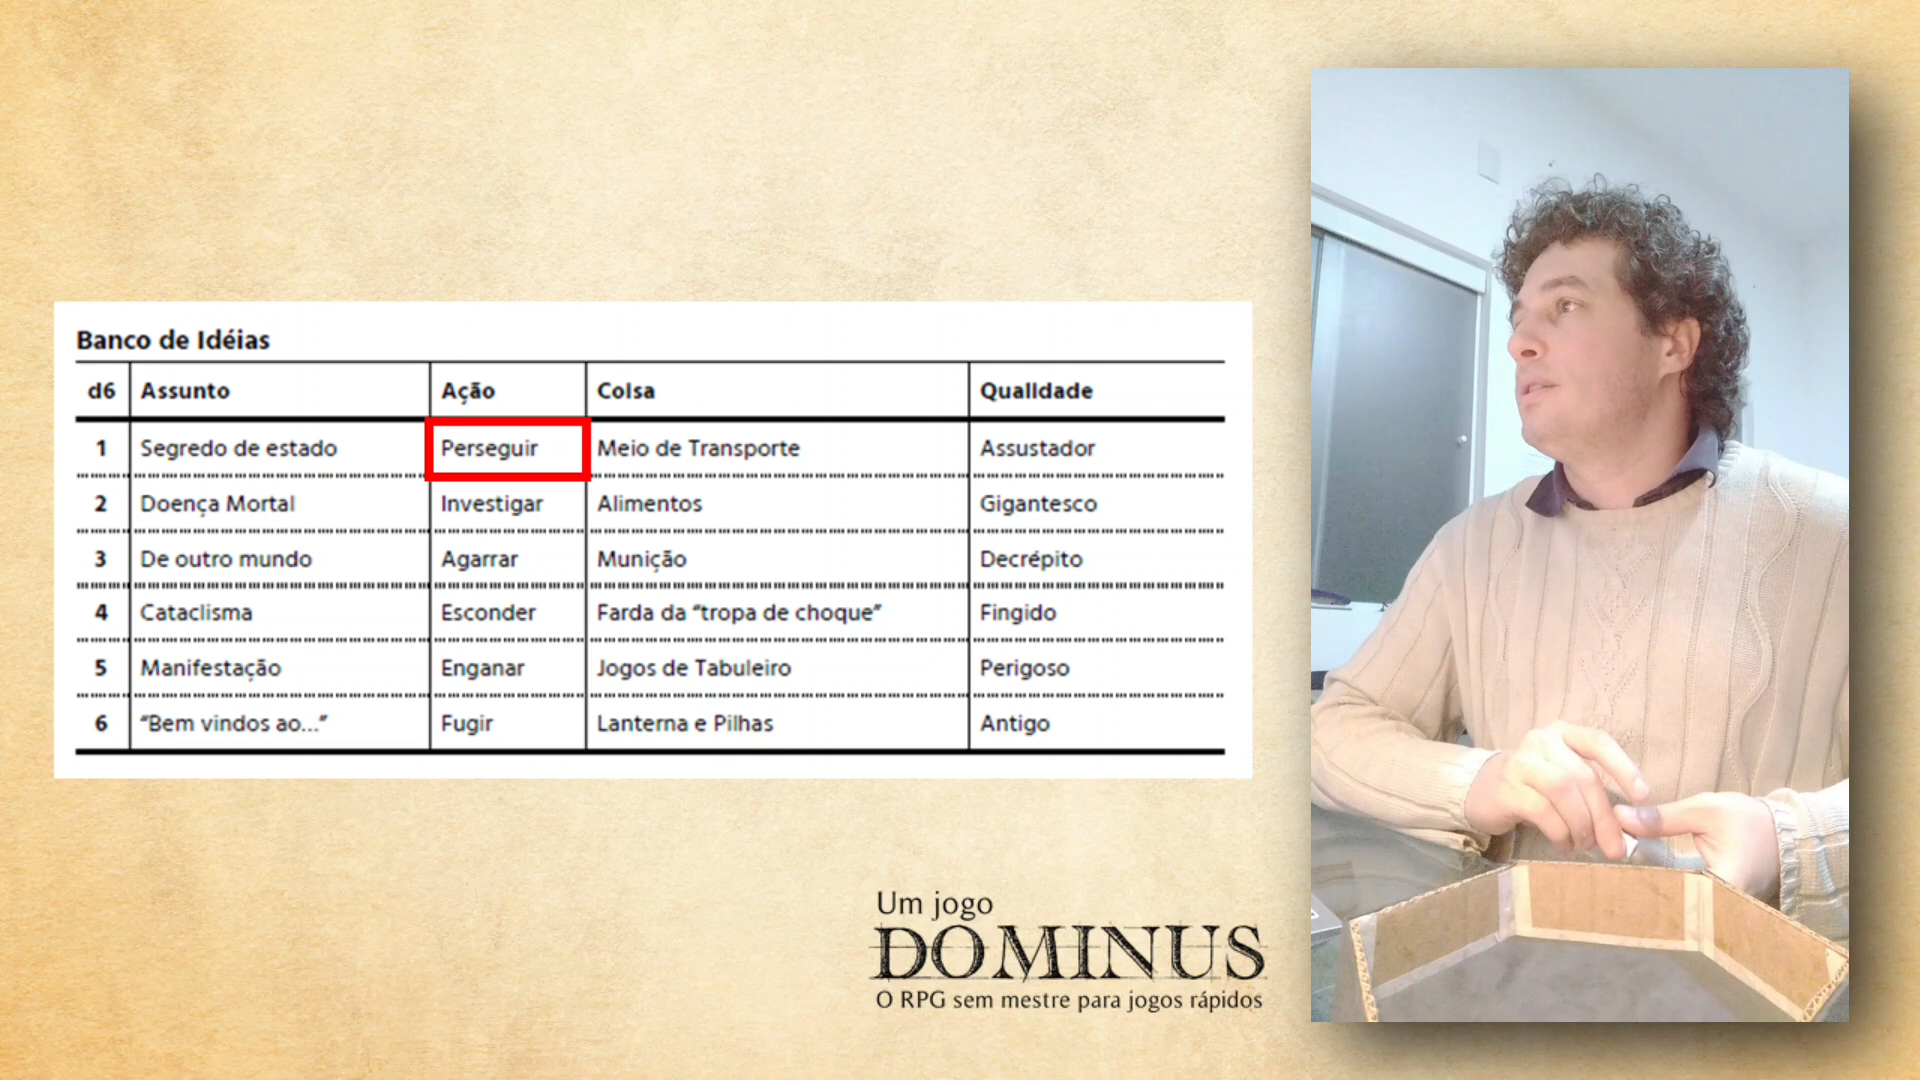 Banco de Idéias
d6 Assunto Ação Coisa Qualidade
1 Segredo de estado Perseguir Meio de Transporte Assustador
2 Doença Mortal Investigar Alimentos Gigantesco
3 De outro mundo Agarrar Munição Decrépito
4 Cataclisma Esconder Farda da “tropa de choque” Fingido
5 Manifestação Enganar Jogos de Tabuleiro Perigoso
6 “Bem vindos ao...” Fugir Lanterna e Pilhas Antigo
Um jogo
DOMINUS
O RPG sem mestre para jogos rápidos